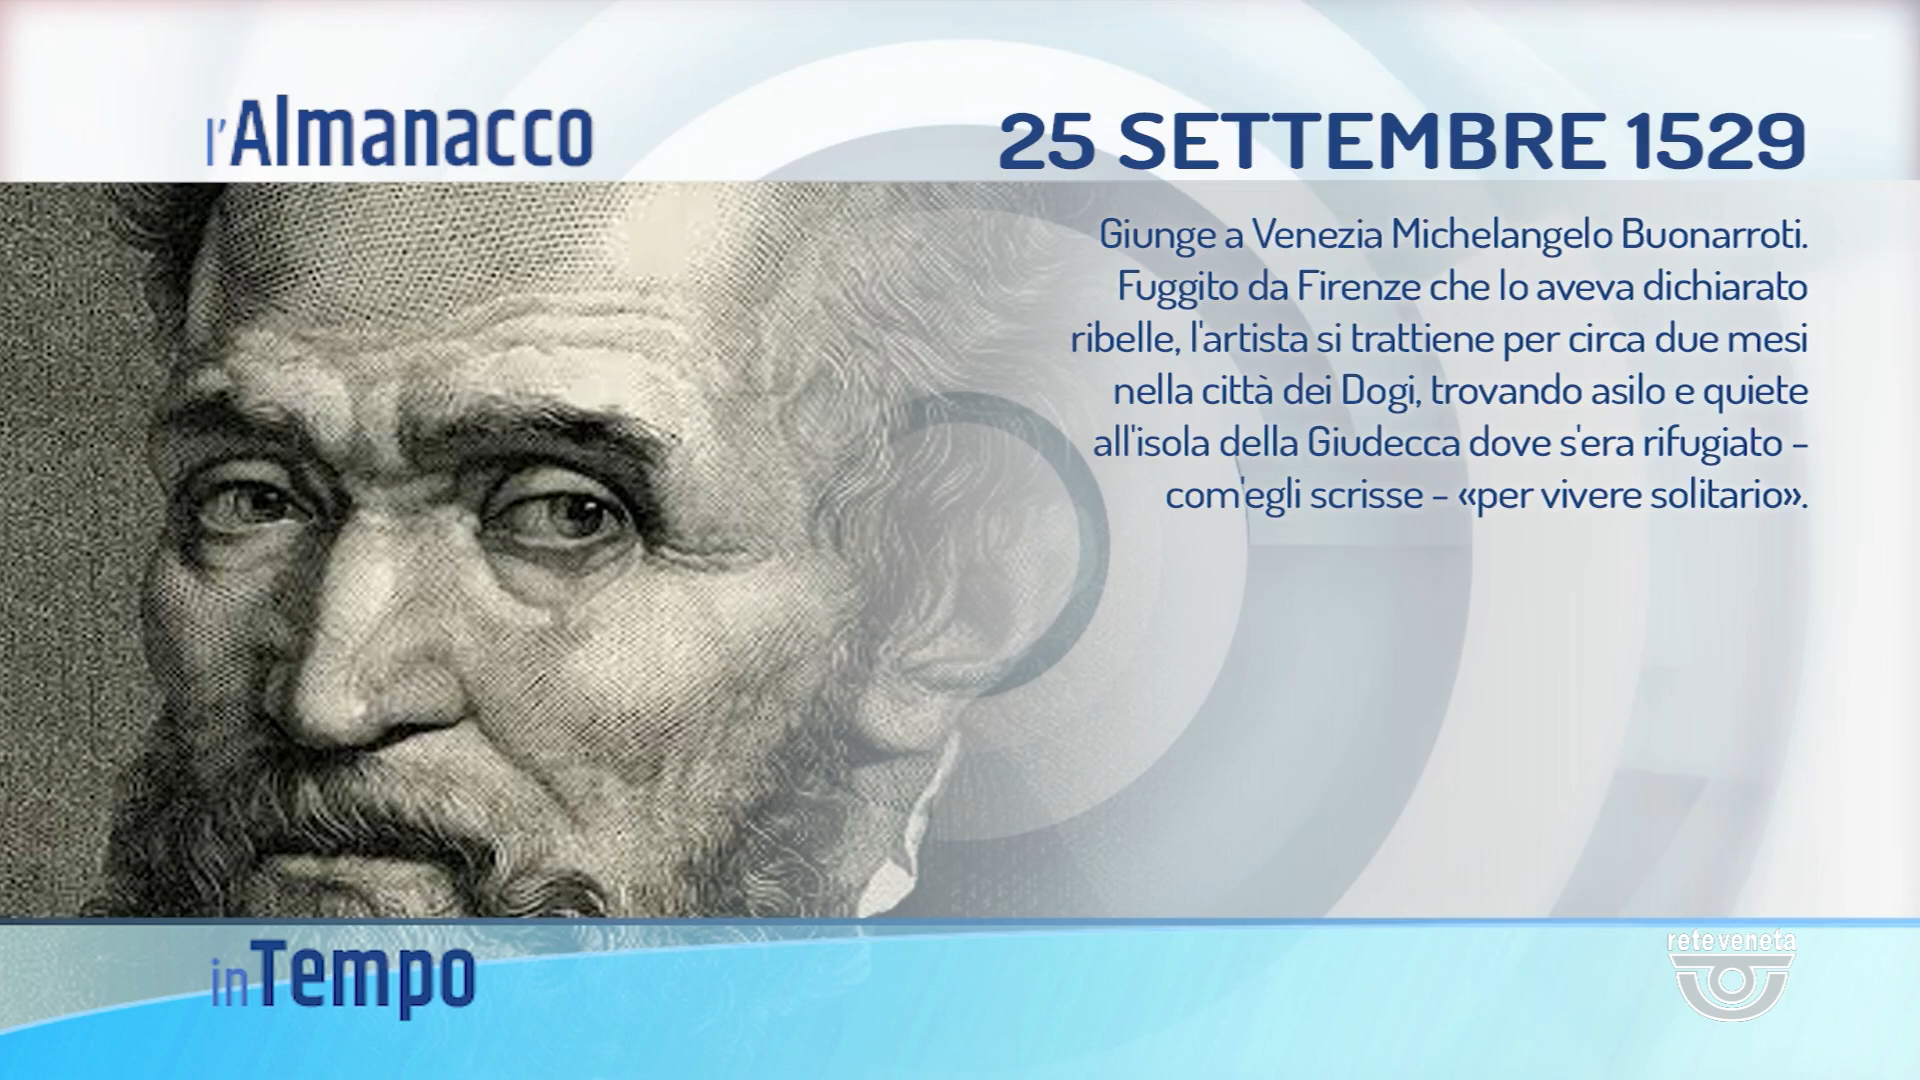 l'Almanacco
25 SETTEMBRE 1529
Giunge a Venezia Michelangelo Buonarroti.
Fuggito da Firenze che lo aveva dichiarato
ribelle, l'artista si trattiene per circa due mesi
nella città dei Dogi, trovando asilo e quiete
all'isola della Giudecca dove s'era rifugiato -
com'egli scrisse - «per vivere solitario».
inTempo
reteveneta